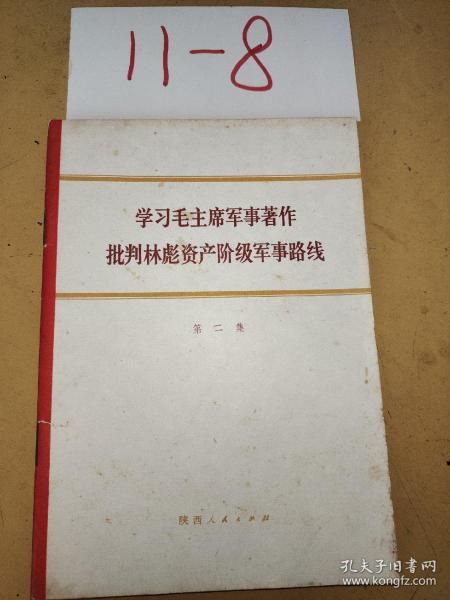 11-8
学习毛主席军事著作
批判林彪资产阶级军事路线
第二集
陕西人民出版社
孔夫子旧书网
www.kongfz.com